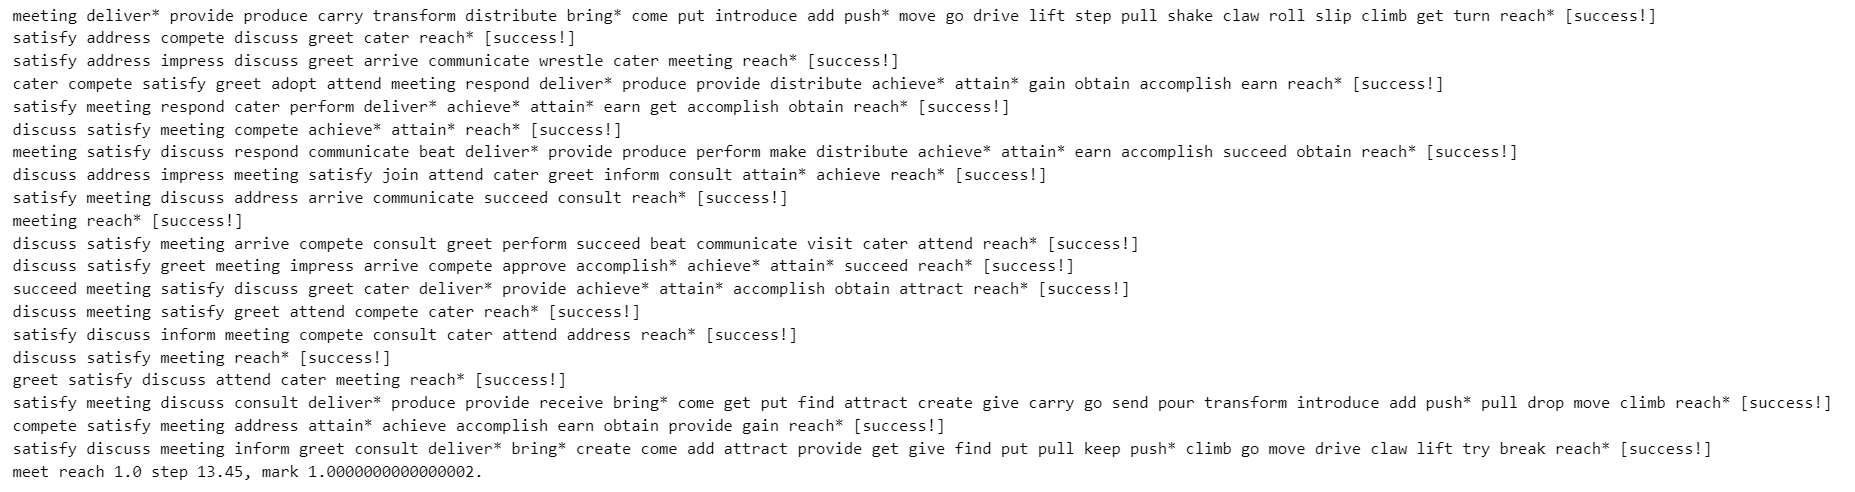 meeting deliver* provide produce carry transform distribute bring* come put introduce add push* move go drive lift step pull shake claw roll slip climb get turn reach* [success!]
satisfy address compete discuss greet cater reach* [success!]
satisfy address impress discuss greet arrive communicate wrestle cater meeting reach* [success!]
cater compete satisfy greet adopt attend meeting respond deliver* produce provide distribute achieve* attain* gain obtain accomplish earn reach* [success!]
satisfy meeting respond cater perform deliver* achieve* attain* earn get accomplish obtain reach* [success!]
discuss satisfy meeting compete achieve* attain* reach* [success!]
meeting satisfy discuss respond communicate beat deliver* provide produce perform make distribute achieve* attain* earn accomplish succeed obtain reach* [success!]
discuss address impress meeting satisfy join attend cater greet inform consult attain* achieve reach* [success!]
satisfy meeting discuss address arrive communicate succeed consult reach* [success!]
meeting reach* [success!]
discuss satisfy meeting arrive compete consult greet perform succeed beat communicate visit cater attend reach* [success!]
discuss satisfy greet meeting impress arrive compete approve accomplish* achieve* attain* succeed reach* [success!]
succeed meeting satisfy discuss greet cater deliver* provide achieve* attain* accomplish obtain attract reach* [success!]
discuss meeting satisfy greet attend compete cater reach* [success!]
satisfy discuss inform meeting compete consult cater attend address reach* [success!]
discuss satisfy meeting reach* [success!]
greet satisfy discuss attend cater meeting reach* [success!]
satisfy meeting discuss consult deliver* produce provide receive bring* come get put find attract create give carry go send pour transform introduce add push* pull drop move climb reach* [success!]
compete satisfy meeting address attain* achieve accomplish earn obtain provide gain reach* [success!]
satisfy discuss meeting inform greet consult deliver* bring* create come add attract provide get give find put pull keep push* climb go move drive claw lift try break reach* [success!]
meet reach 1.0 step 13.45, mark 1.0000000000000002.